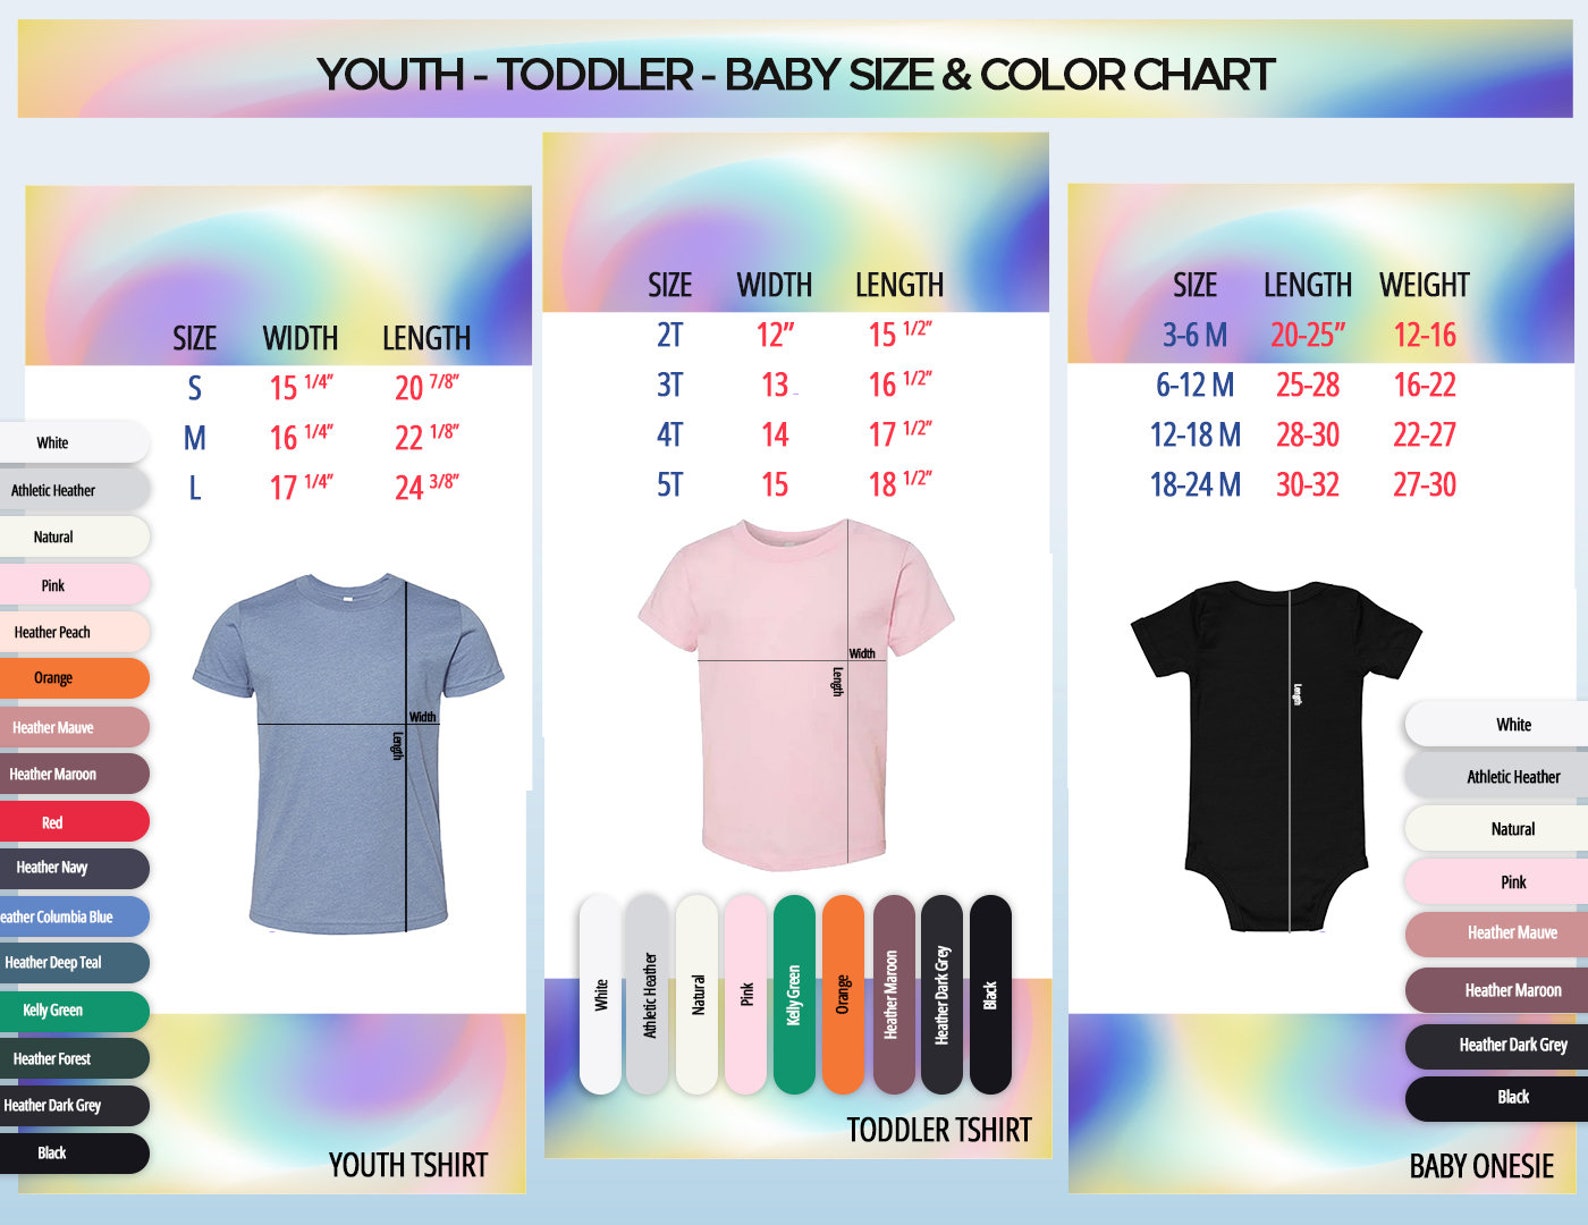 YOUTH - TODDLER - BABY SIZE & COLOR CHART
SIZE WIDTH LENGTH
S 15 1/4” 20 7/8”
M 16 1/4” 22 1/8”
L 17 1/4” 24 3/8”
White
Athletic Heather
Natural
Pink
Heather Peach
Orange
Heather Mauve
Heather Maroon
Red
Heather Navy
eather Columbia Blue
Heather Deep Teal
Kelly Green
Heather Forest
Heather Dark Grey
Black
Width
Length
YOUTH TSHIRT
SIZE WIDTH LENGTH
2T 12” 15 1/2”
3T 13 16 1/2”
4T 14 17 1/2”
5T 15 18 1/2”
Width
Length
White
Athletic Heather
Natural
Pink
Kelly Green
Orange
Heather Maroon
Heather Dark Grey
Black
TODDLER TSHIRT
SIZE LENGTH WEIGHT
3-6 M 20-25” 12-16
6-12 M 25-28 16-22
12-18 M 28-30 22-27
18-24 M 30-32 27-30
Length
White
Athletic Heather
Natural
Pink
Heather Mauve
Heather Maroon
Heather Dark Grey
Black
BABY ONESIE